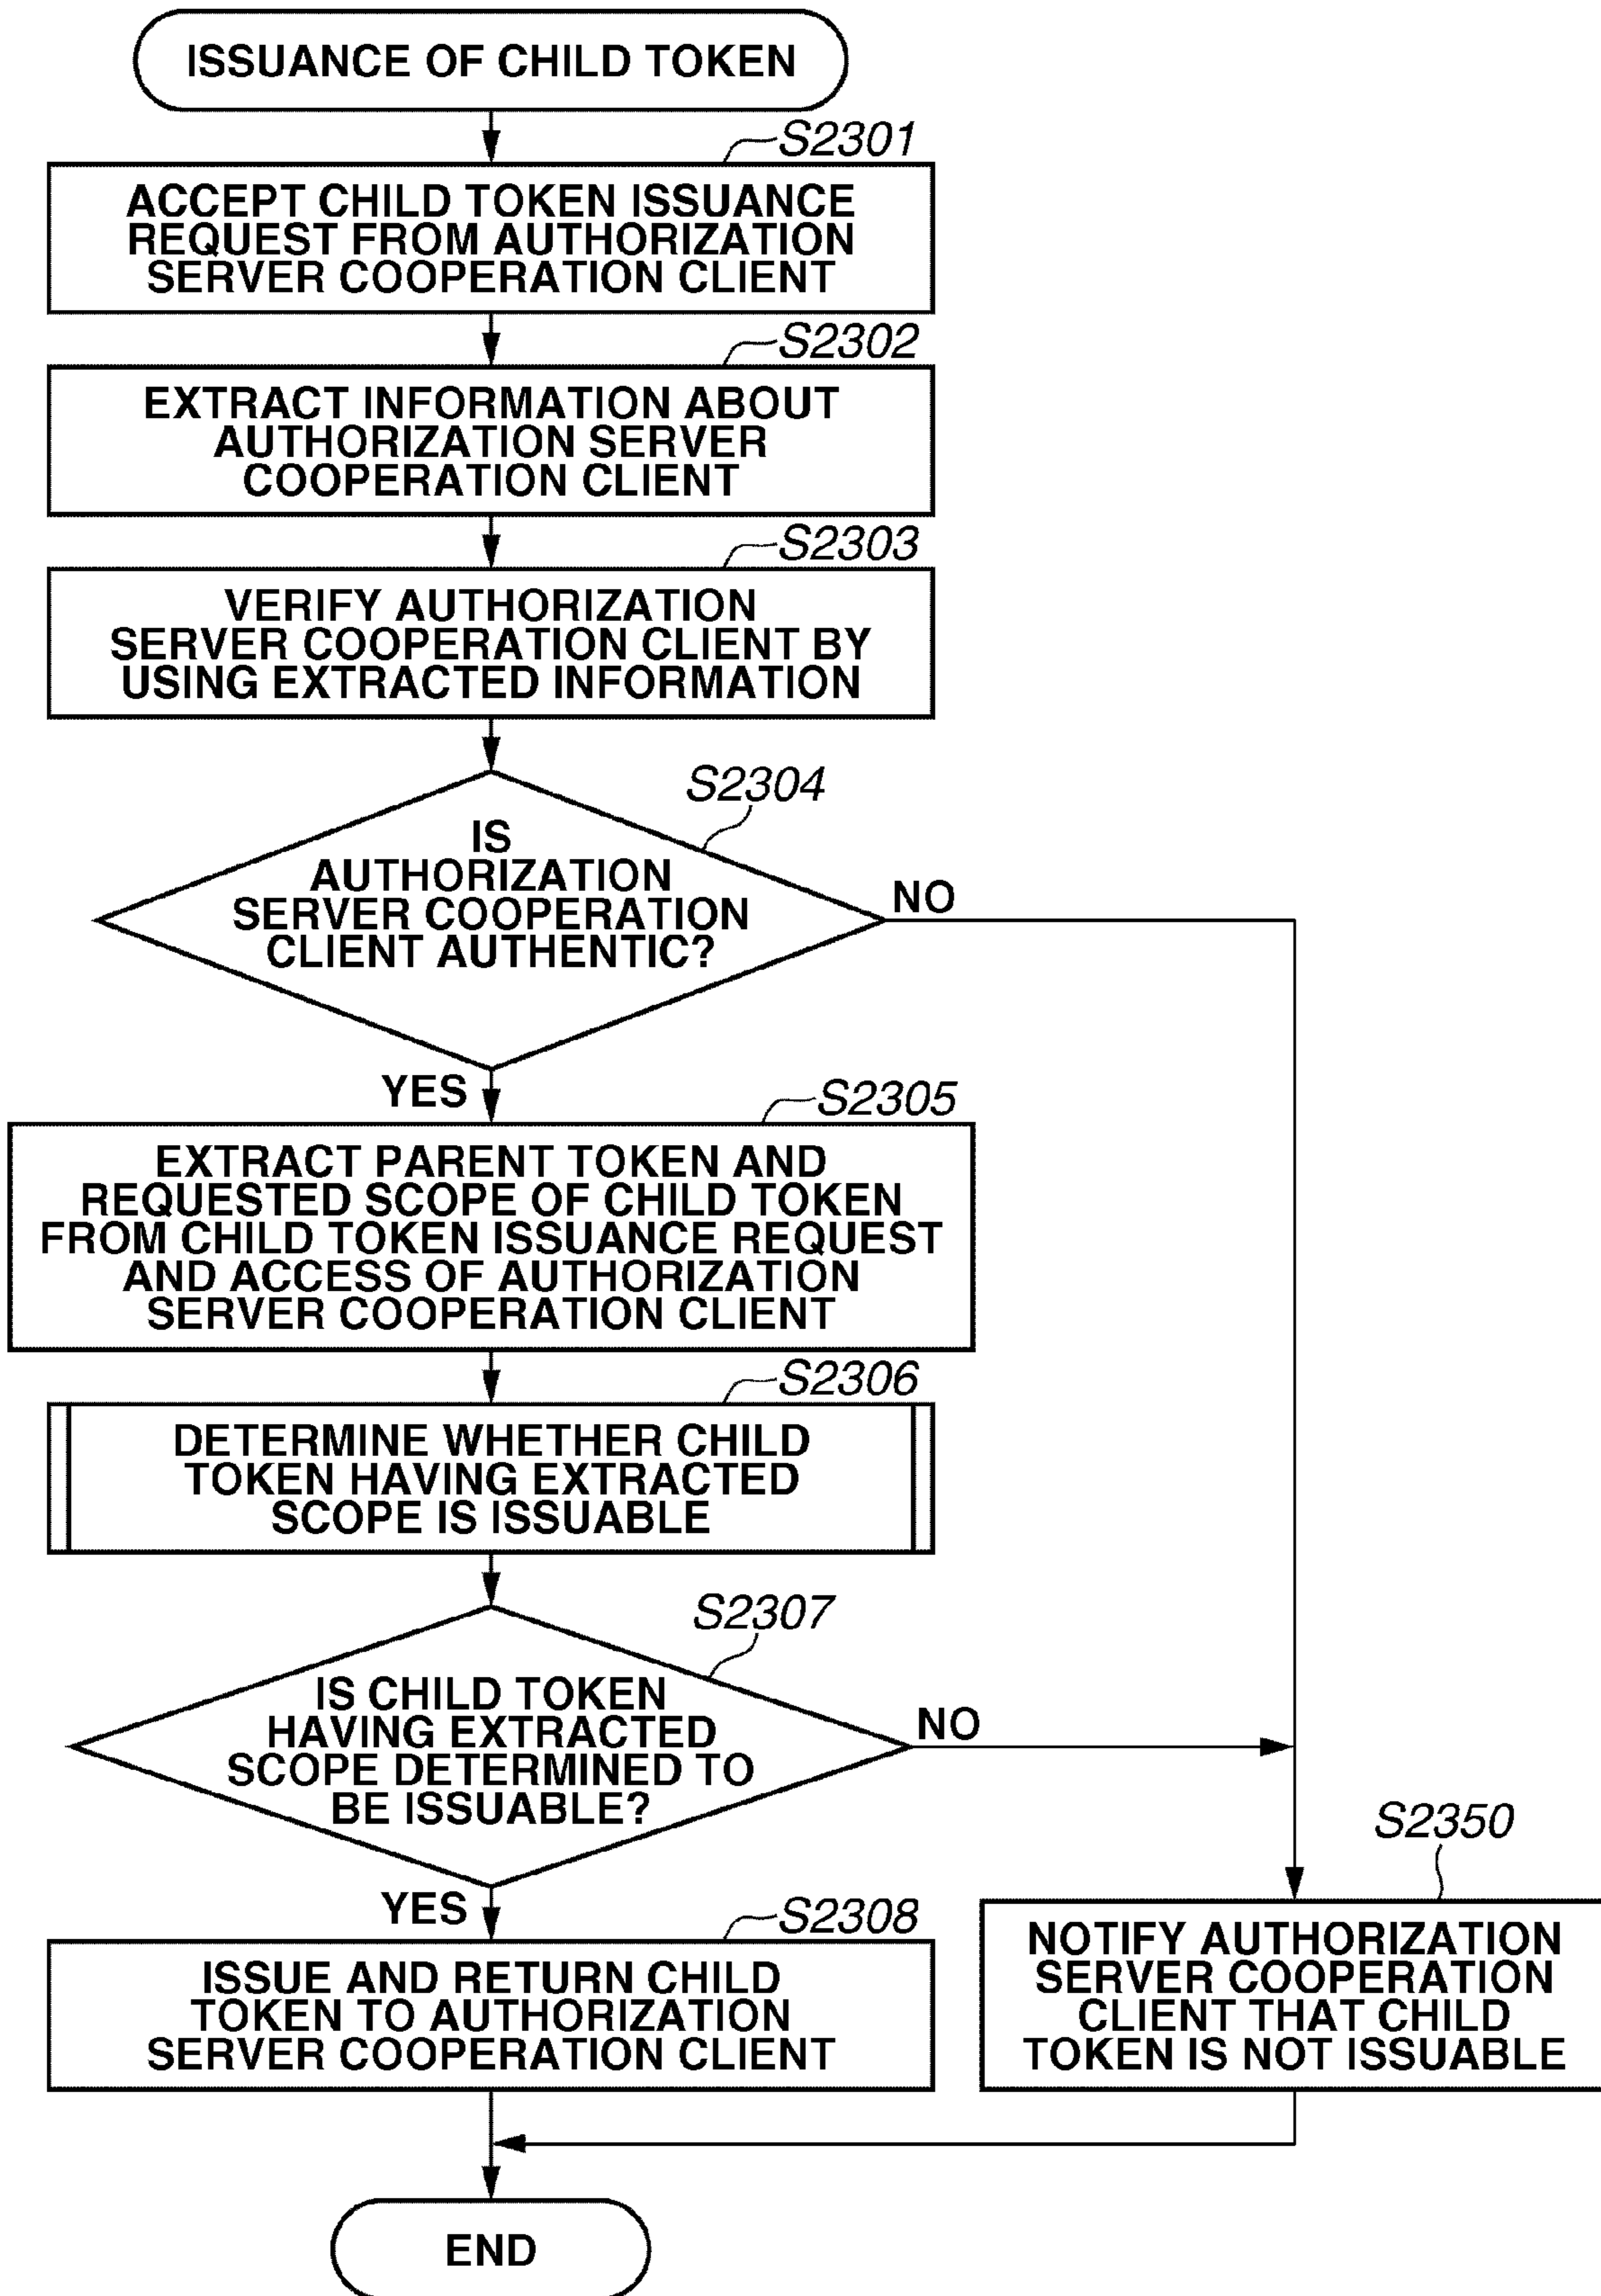 ISSUANCE OF CHILD TOKEN
S2301
ACCEPT CHILD TOKEN ISSUANCE
REQUEST FROM AUTHORIZATION
SERVER COOPERATION CLIENT
S2302
EXTRACT INFORMATION ABOUT
AUTHORIZATION SERVER
COOPERATION CLIENT
S2303
VERIFY AUTHORIZATION
SERVER COOPERATION CLIENT BY
USING EXTRACTED INFORMATION
S2304
IS
AUTHORIZATION
SERVER COOPERATION
CLIENT AUTHENTIC?
NO
YES
S2305
EXTRACT PARENT TOKEN AND
REQUESTED SCOPE OF CHILD TOKEN
FROM CHILD TOKEN ISSUANCE REQUEST
AND ACCESS OF AUTHORIZATION
SERVER COOPERATION CLIENT
S2306
DETERMINE WHETHER CHILD
TOKEN HAVING EXTRACTED
SCOPE IS ISSUABLE
S2307
IS CHILD TOKEN
HAVING EXTRACTED
SCOPE DETERMINED TO
BE ISSUABLE?
NO
YES
S2308
ISSUE AND RETURN CHILD
TOKEN TO AUTHORIZATION
SERVER COOPERATION CLIENT
S2350
NOTIFY AUTHORIZATION
SERVER COOPERATION
CLIENT THAT CHILD
TOKEN IS NOT ISSUABLE
END